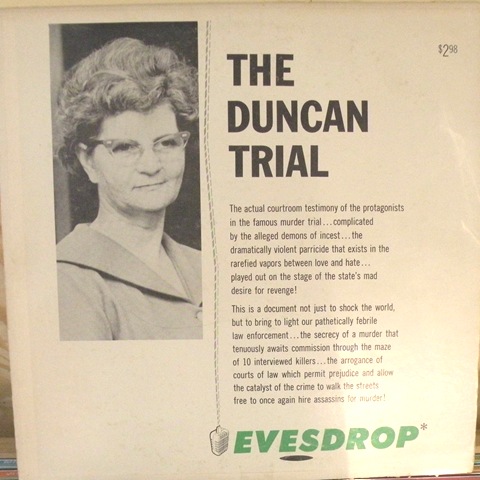 $2.98
THE
DUNCAN
TRIAL
The actual courtroom testimony of the protagonists
in the famous murder trial...complicated
by the alleged demons of incest...the
dramatically violent parricide that exists in the
rarefied vapors between love and hate...
played out on the stage of the state's mad
desire for revenge!
This is a document not just to shock the world,
but to bring to light our pathetically febrile
law enforcement...the secrecy of a murder that
tenuously awaits commission through the maze
of 10 interviewed killers...the arrogance of
courts of law which permit prejudice and allow
the catalyst of the crime to walk the streets
free to once again hire assassins for murder!
EVESDROP*